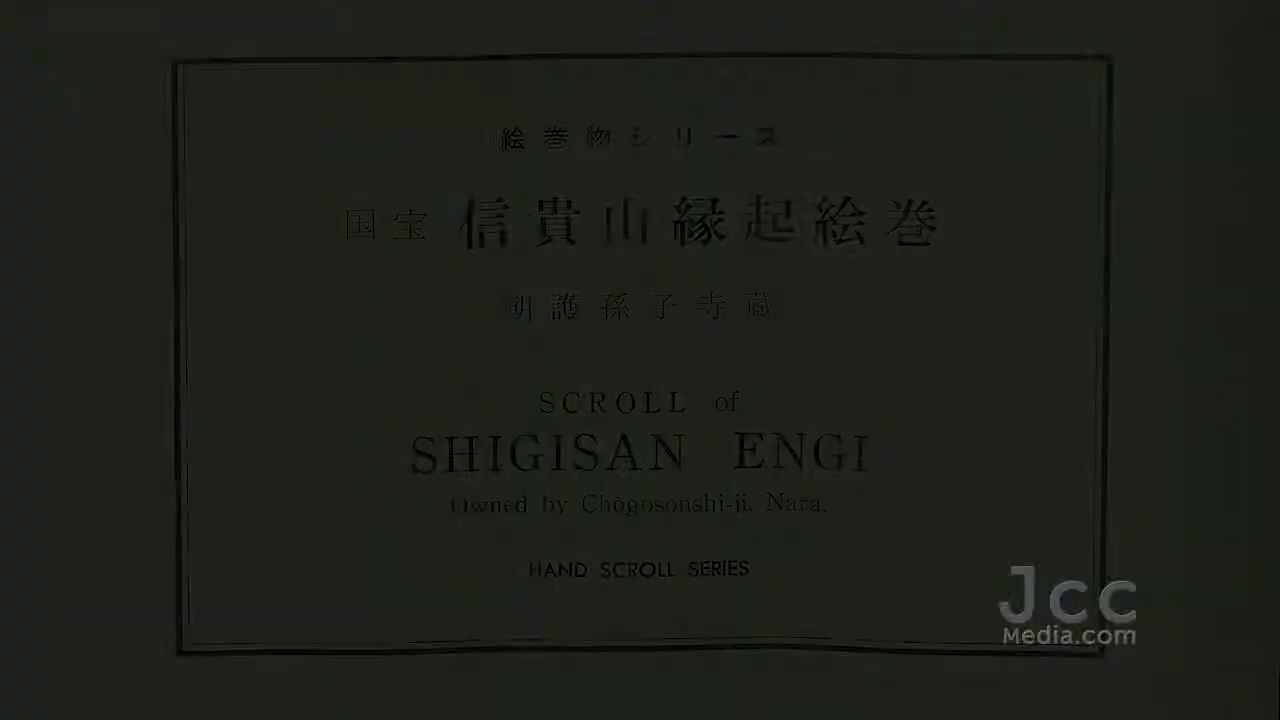 絵巻物シリーズ
国宝 信貴山縁起絵巻
朝護孫子寺蔵
SCROLL of
SHIGISAN ENGI
Owned by Chōgosonshi-ji, Nara.
HAND SCROLL SERIES
Jcc
Media.com